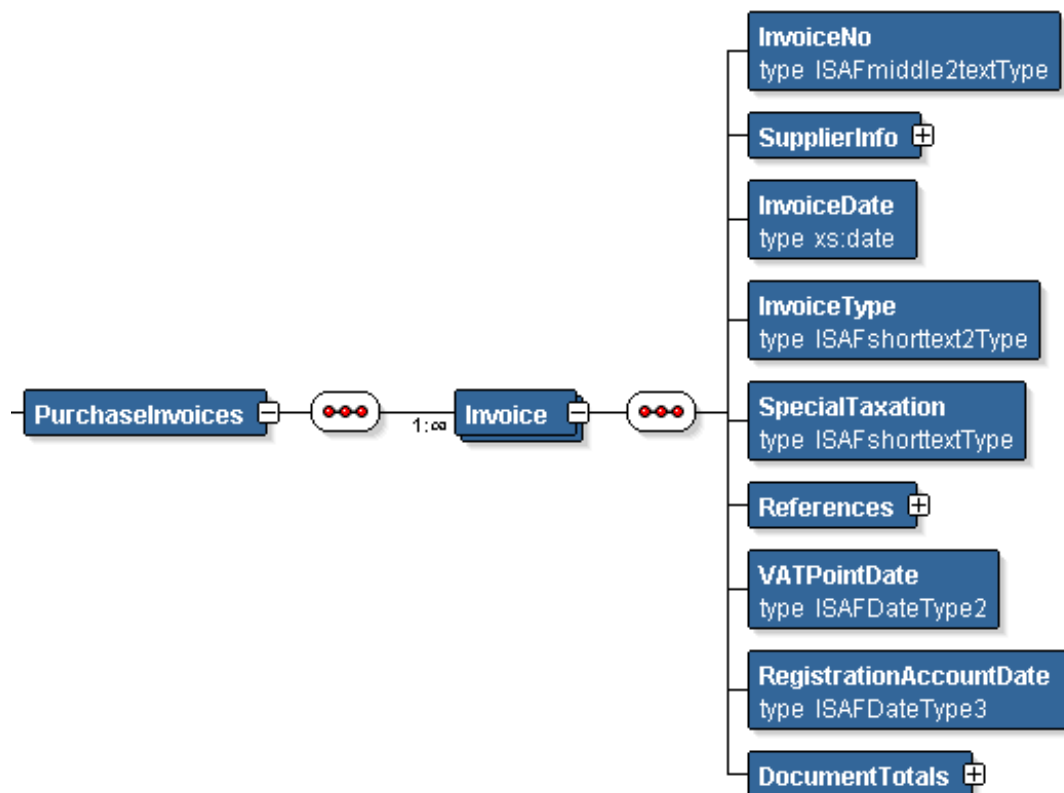 InvoiceNo
type ISAFmiddle2textType
SupplierInfo
InvoiceDate
type xs:date
InvoiceType
type ISAFshorttext2Type
PurchaseInvoices
1:∞
Invoice
SpecialTaxation
type ISAFshorttextType
References
VATPointDate
type ISAFDateType2
RegistrationAccountDate
type ISAFDateType3
DocumentTotals